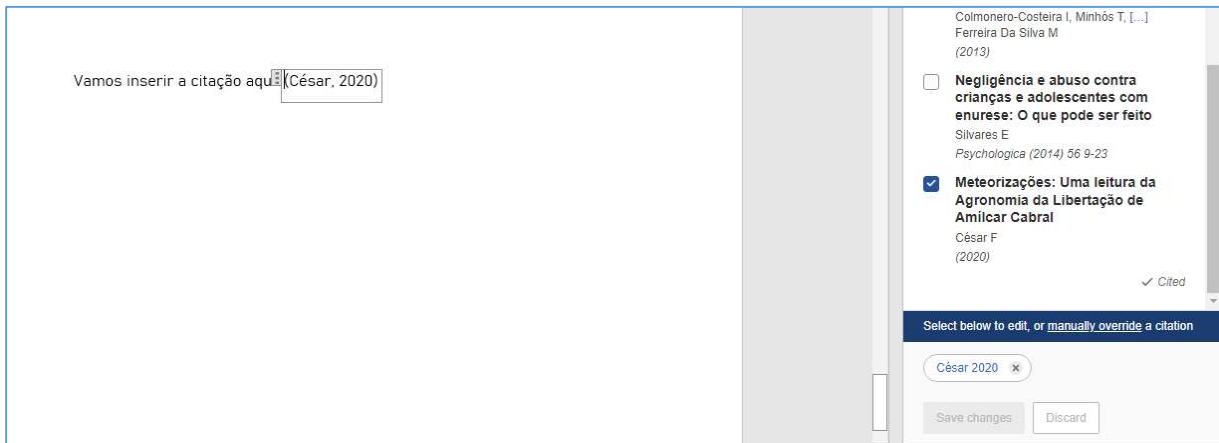 Vamos inserir a citação aqu (César, 2020)
Colmonero-Costeira I, Minhós T, [...]
Ferreira Da Silva M
(2013)
Negligência e abuso contra
crianças e adolescentes com
enurese: O que pode ser feito
Silvares E
Psychologica (2014) 56 9-23
Meteorizações: Uma leitura da
Agronomia da Libertação de
Amílcar Cabral
César F
(2020)
Cited
Select below to edit, or manually override a citation
César 2020
Save changes Discard